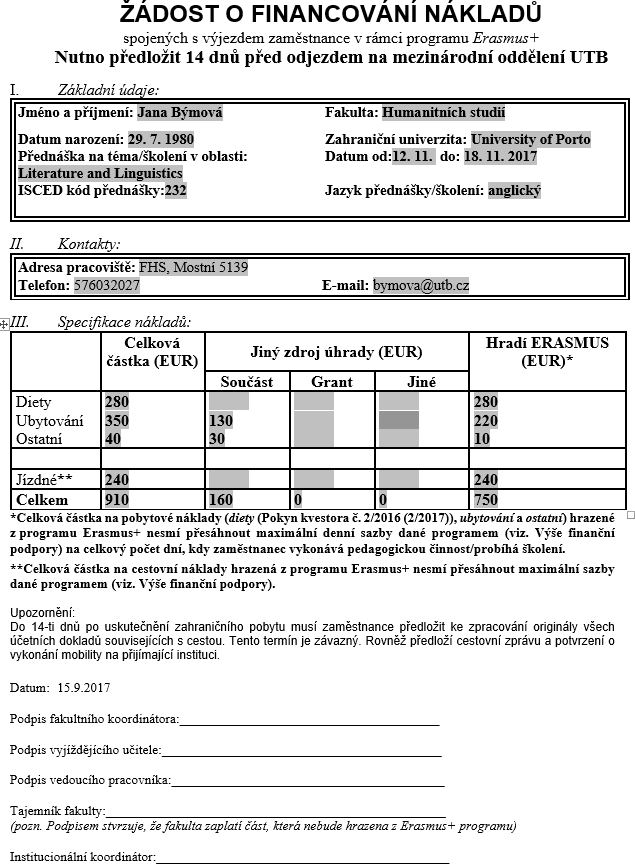 ŽÁDOST O FINANCOVÁNÍ NÁKLADŮ
spojených s výjezdem zaměstnance v rámci programu Erasmus+
Nutno předložit 14 dnů před odjezdem na mezinárodní oddělení UTB
I. Základní údaje:
Jméno a příjmení: Jana Býmová Fakulta: Humanitních studií
Datum narození: 29. 7. 1980 Zahraniční univerzita: University of Porto
Přednáška na téma/školení v oblasti: Datum od:12. 11. do: 18. 11. 2017
Literature and Linguistics
ISCED kód přednášky:232 Jazyk přednášky/školení: anglický
II. Kontakty:
Adresa pracoviště: FHS, Mostní 5139
Telefon: 576032027 E-mail: bymova@utb.cz
III. Specifikace nákladů:
Celková částka (EUR) Jiný zdroj úhrady (EUR) Hradí ERASMUS (EUR)*
Součást Grant Jiné
Diety 280 280
Ubytování 350 130 220
Ostatní 40 30 10
Jízdné** 240 240
Celkem 910 160 0 0 750
*Celková částka na pobytové náklady (diety (Pokyn kvestora č. 2/2016 (2/2017)), ubytování a ostatní) hrazené
z programu Erasmus+ nesmí přesáhnout maximální denní sazby dané programem (viz. Výše finanční
podpory) na celkový počet dní, kdy zaměstnanec vykonává pedagogickou činnost/probíhá školení.
**Celková částka na cestovní náklady hrazená z programu Erasmus+ nesmí přesáhnout maximální sazby
dané programem (viz. Výše finanční podpory).
Upozornění:
Do 14-ti dnů po uskutečnění zahraničního pobytu musí zaměstnance předložit ke zpracování originály všech
účetních dokladů souvisejících s cestou. Tento termín je závazný. Rovněž předloží cestovní zprávu a potvrzení o
vykonání mobility na přijímající instituci.
Datum: 15.9.2017
Podpis fakultního koordinátora:
Podpis vyjíždějícího učitele:
Podpis vedoucího pracovníka:
Tajemník fakulty:
(pozn. Podpisem stvrzuje, že fakulta zaplatí část, která nebude hrazena z Erasmus+ programu)
Institucionální koordinátor: